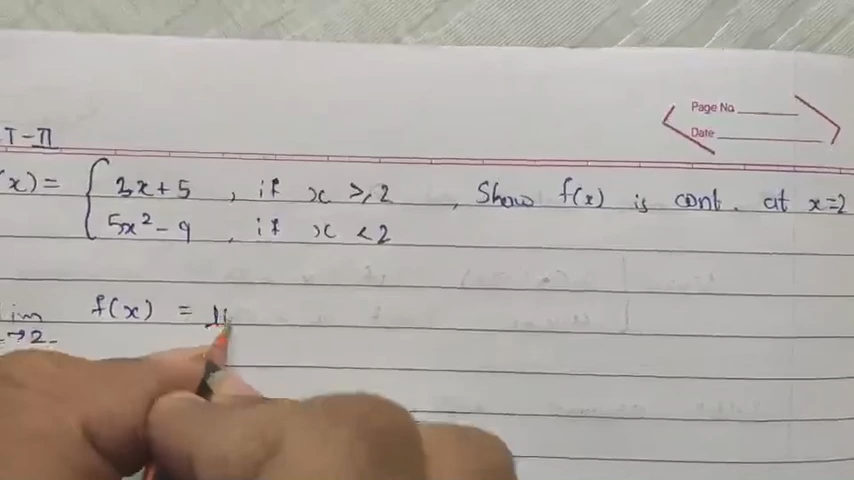 Page No
Date
T-II
(x) = { 3x+5 , if x ≥ 2 , Show f(x) is cont. at x=2
5x² - 9 , if x < 2
lim f(x) = li
x→2-